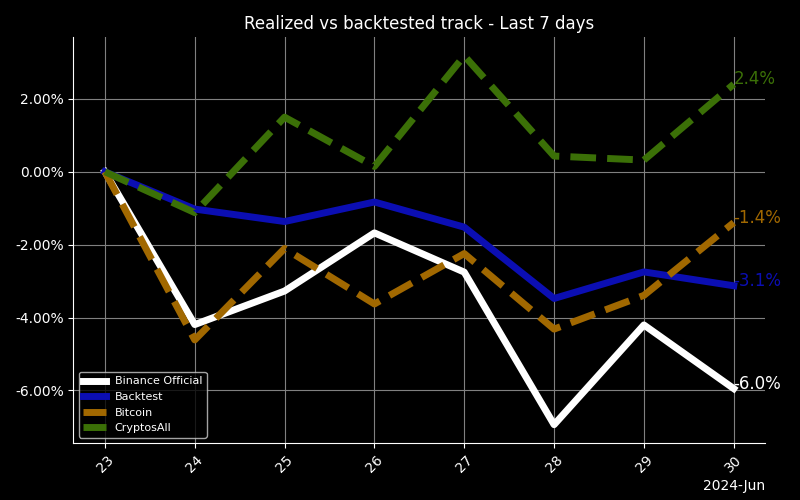 Realized vs backtested track - Last 7 days
2.00%
0.00%
-2.00%
-4.00%
-6.00%
2.4%
-1.4%
-3.1%
-6.0%
Binance Official
Backtest
Bitcoin
CryptosAll
23
24
25
26
27
28
29
30
2024-Jun